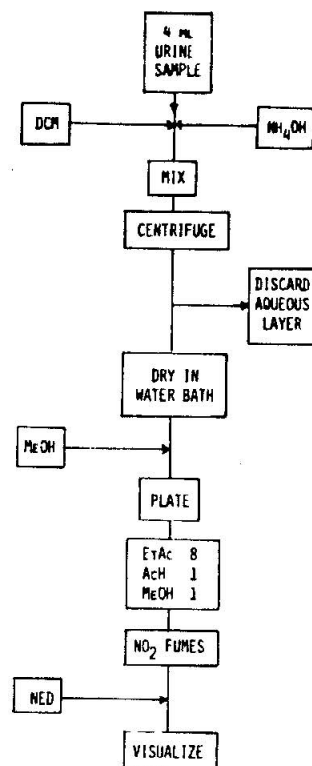 4 ML
URINE
SAMPLE
DCM
NH₄OH
MIX
CENTRIFUGE
DISCARD
AQUEOUS
LAYER
DRY IN
WATER BATH
MeOH
PLATE
ETAC 8
ACH 1
MEOH 1
NO₂ FUMES
NED
VISUALIZE